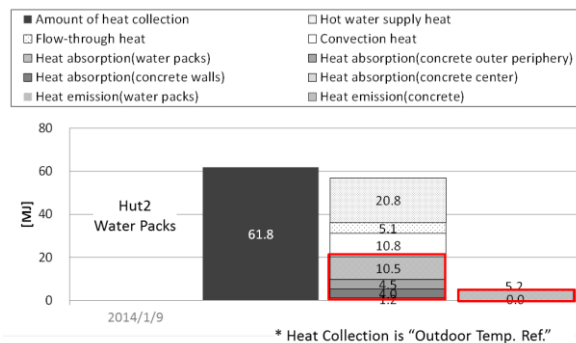 Amount of heat collection
Hot water supply heat
Flow-through heat
Convection heat
Heat absorption(water packs)
Heat absorption(concrete outer periphery)
Heat absorption(concrete walls)
Heat absorption(concrete center)
Heat emission(water packs)
Heat emission(concrete)
80
60
40
20
0
[MJ]
Hut2
Water Packs
61.8
20.8
5.1
10.8
10.5
4.5
4.0
1.2
5.2
0.0
2014/1/9
* Heat Collection is "Outdoor Temp. Ref."